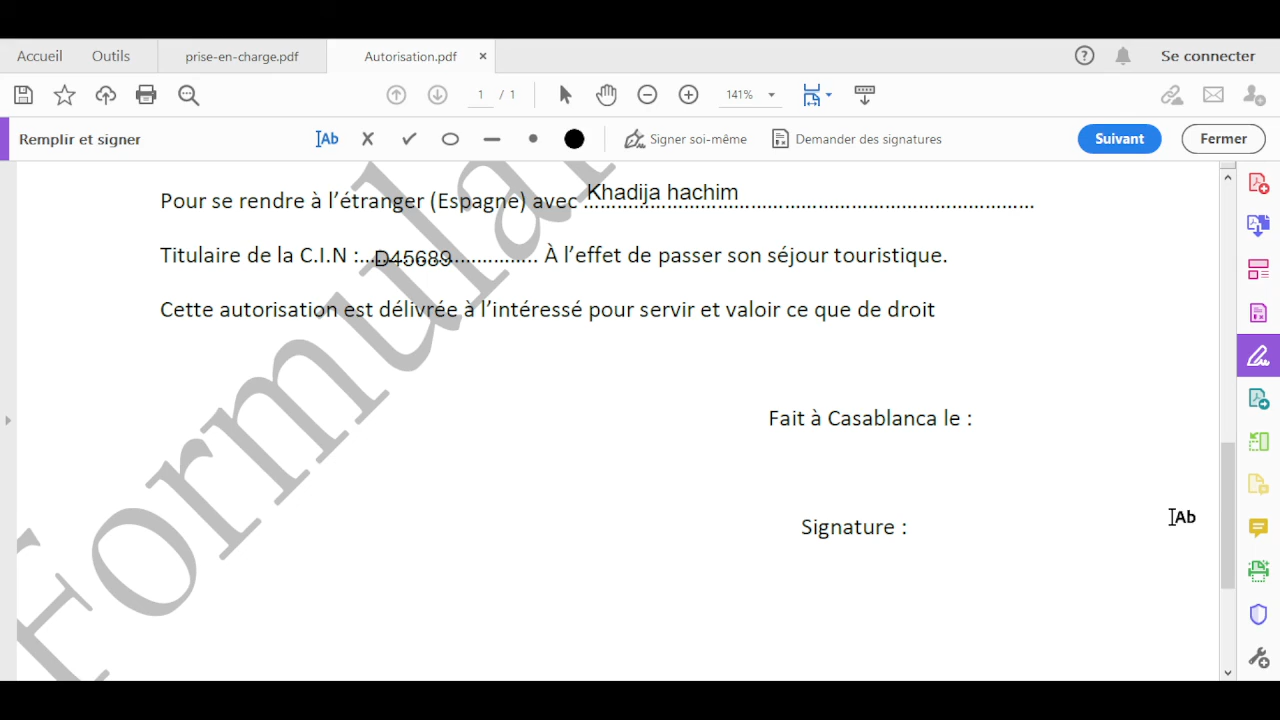 Accueil Outils prise-en-charge.pdf Autorisation.pdf × ? Se connecter
1 / 1 141%
Remplir et signer Ab Signer soi-même Demander des signatures Suivant Fermer
Pour se rendre à l’étranger (Espagne) avec Khadija hachim
Titulaire de la C.I.N :...D45689............... À l’effet de passer son séjour touristique.
Cette autorisation est délivrée à l’intéressé pour servir et valoir ce que de droit
Fait à Casablanca le :
Ab
Signature :
Formulai